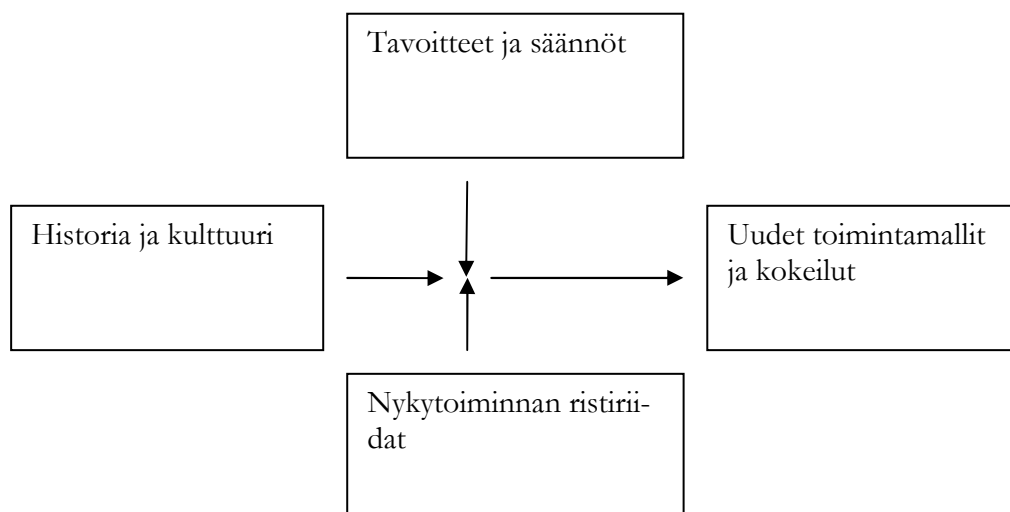 Tavoitteet ja säännöt
Historia ja kulttuuri
Uudet toimintamallit
ja kokeilut
Nykytoiminnan ristirii-
dat